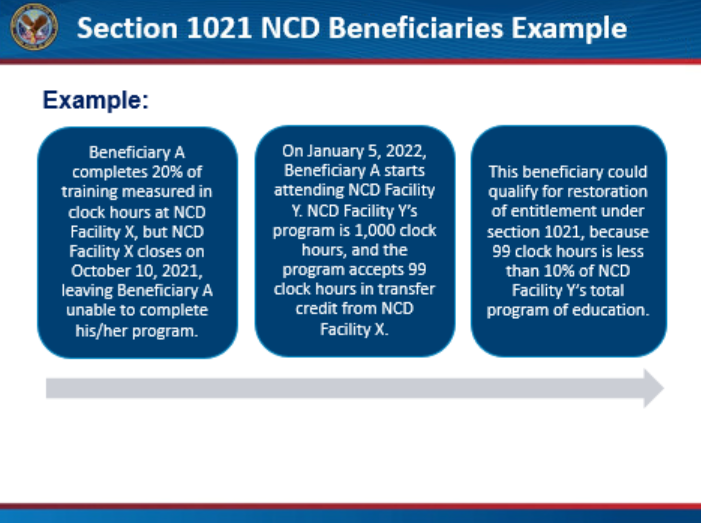 Section 1021 NCD Beneficiaries Example
Example:
Beneficiary A
completes 20% of
training measured in
clock hours at NCD
Facility X, but NCD
Facility X closes on
October 10, 2021,
leaving Beneficiary A
unable to complete
his/her program.
On January 5, 2022,
Beneficiary A starts
attending NCD Facility
Y. NCD Facility Y's
program is 1,000 clock
hours, and the
program accepts 99
clock hours in transfer
credit from NCD
Facility X.
This beneficiary could
qualify for restoration
of entitlement under
section 1021, because
99 clock hours is less
than 10% of NCD
Facility Y's total
program of education.